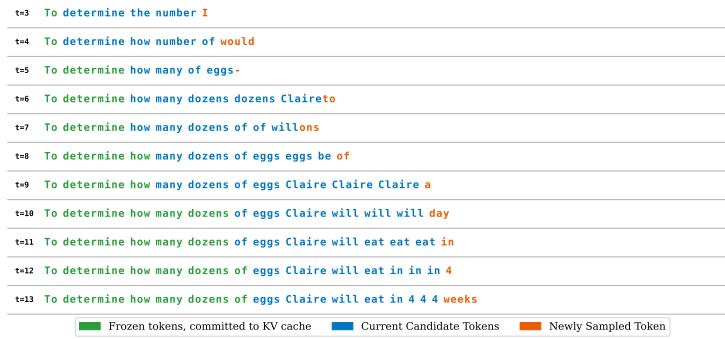 t=3 To determine the number I
t=4 To determine how number of would
t=5 To determine how many of eggs-
t=6 To determine how many dozens dozens Claireto
t=7 To determine how many dozens of of willons
t=8 To determine how many dozens of eggs eggs be of
t=9 To determine how many dozens of eggs Claire Claire Claire a
t=10 To determine how many dozens of eggs Claire will will will day
t=11 To determine how many dozens of eggs Claire will eat eat eat in
t=12 To determine how many dozens of eggs Claire will eat in in in 4
t=13 To determine how many dozens of eggs Claire will eat in 4 4 4 weeks
Frozen tokens, committed to KV cache Current Candidate Tokens Newly Sampled Token